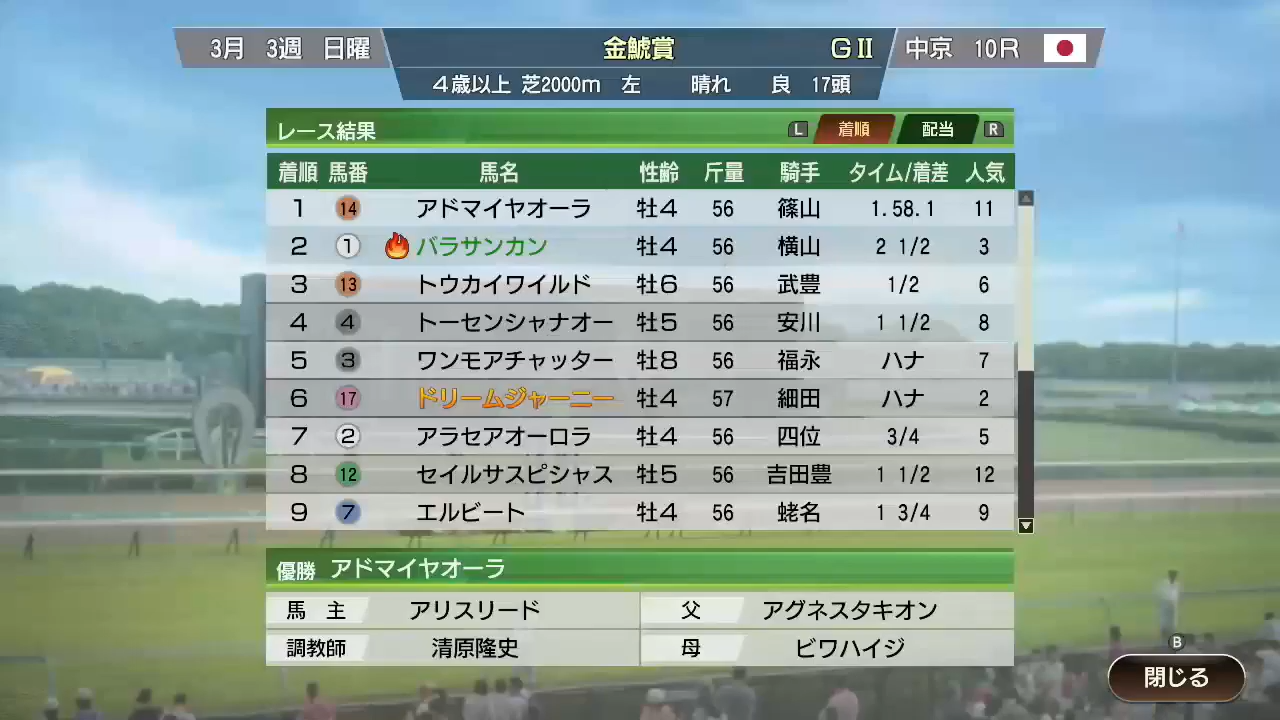 3月 3週 日曜 金鯱賞 GⅡ 中京 10R
4歳以上 芝2000m 左 晴れ 良 17頭
レース結果 L 着順 配当 R
着順 馬番 馬名 性齢 斤量 騎手 タイム/着差 人気
1 14 アドマイヤオーラ 牡4 56 篠山 1.58.1 11
2 1 バラサンカン 牡4 56 横山 2 1/2 3
3 13 トウカイワイルド 牡6 56 武豊 1/2 6
4 4 トーセンシャナオー 牡5 56 安川 1 1/2 8
5 3 ワンモアチャッター 牡8 56 福永 ハナ 7
6 17 ドリームジャーニー 牡4 57 細田 ハナ 2
7 2 アラセアオーロラ 牡4 56 四位 3/4 5
8 12 セイルサスピシャス 牡5 56 吉田豊 1 1/2 12
9 7 エルビート 牡4 56 蛯名 1 3/4 9
優勝 アドマイヤオーラ
馬主 アリスリード 父 アグネスタキオン
調教師 清原隆史 母 ビワハイジ
B
閉じる